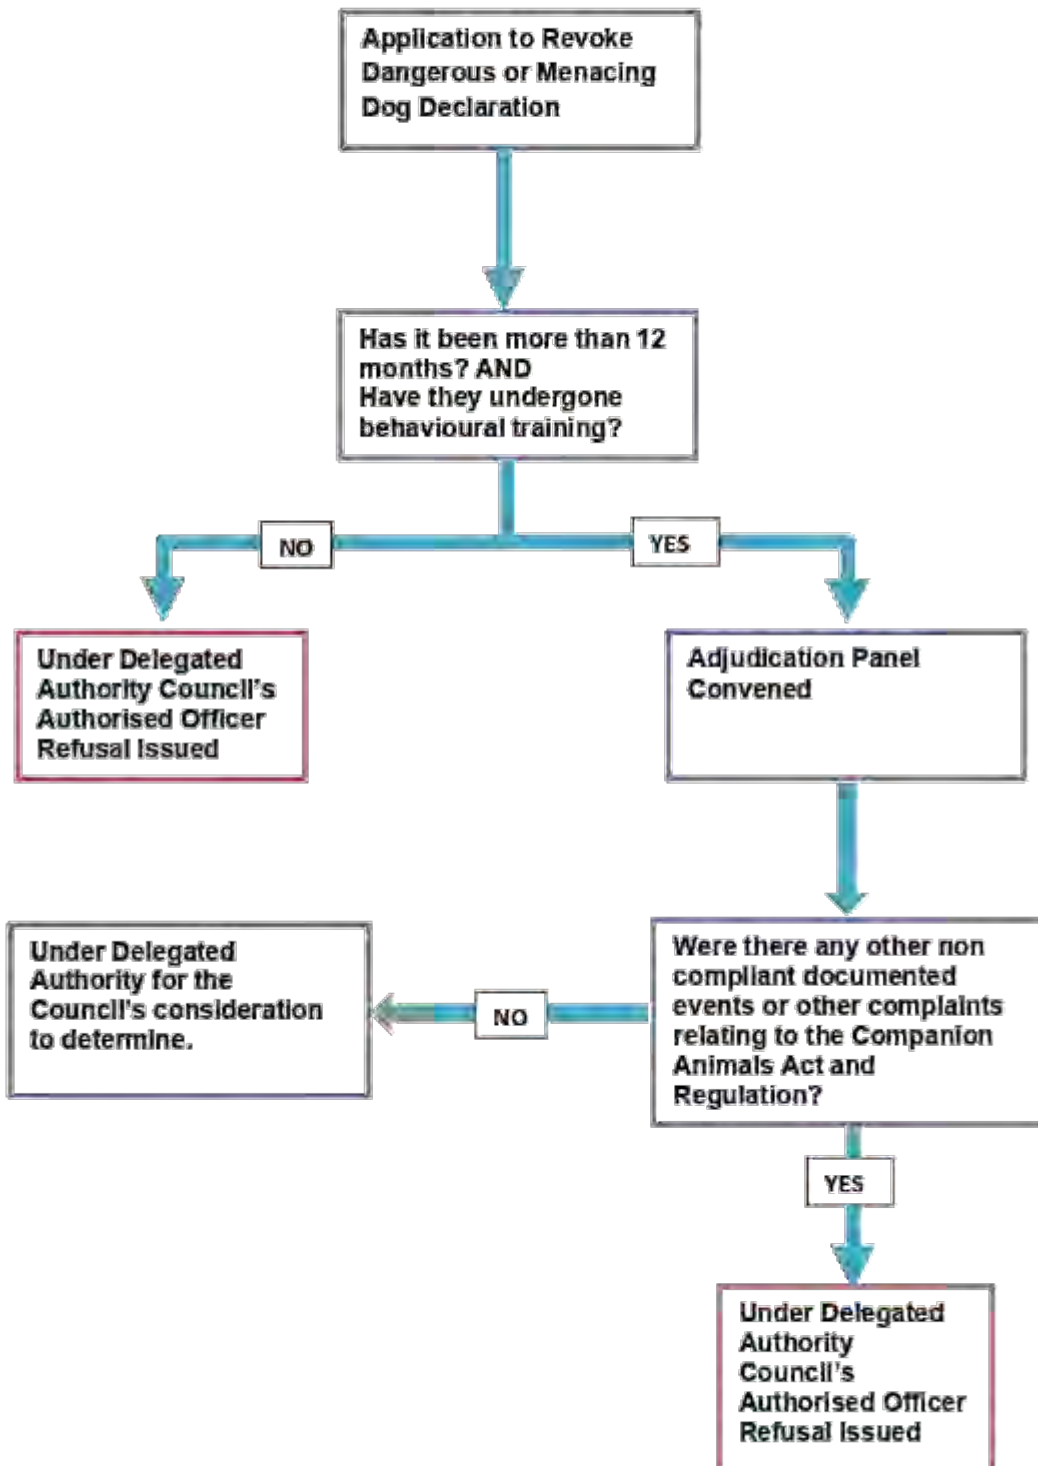 Application to Revoke
Dangerous or Menacing
Dog Declaration
Has it been more than 12
months? AND
Have they undergone
behavioural training?
NO
YES
Under Delegated
Authority Council's
Authorised Officer
Refusal Issued
Adjudication Panel
Convened
Under Delegated
Authority for the
Council's consideration
to determine.
NO
Were there any other non
compliant documented
events or other complaints
relating to the Companion
Animals Act and
Regulation?
YES
Under Delegated
Authority
Council's
Authorised Officer
Refusal Issued